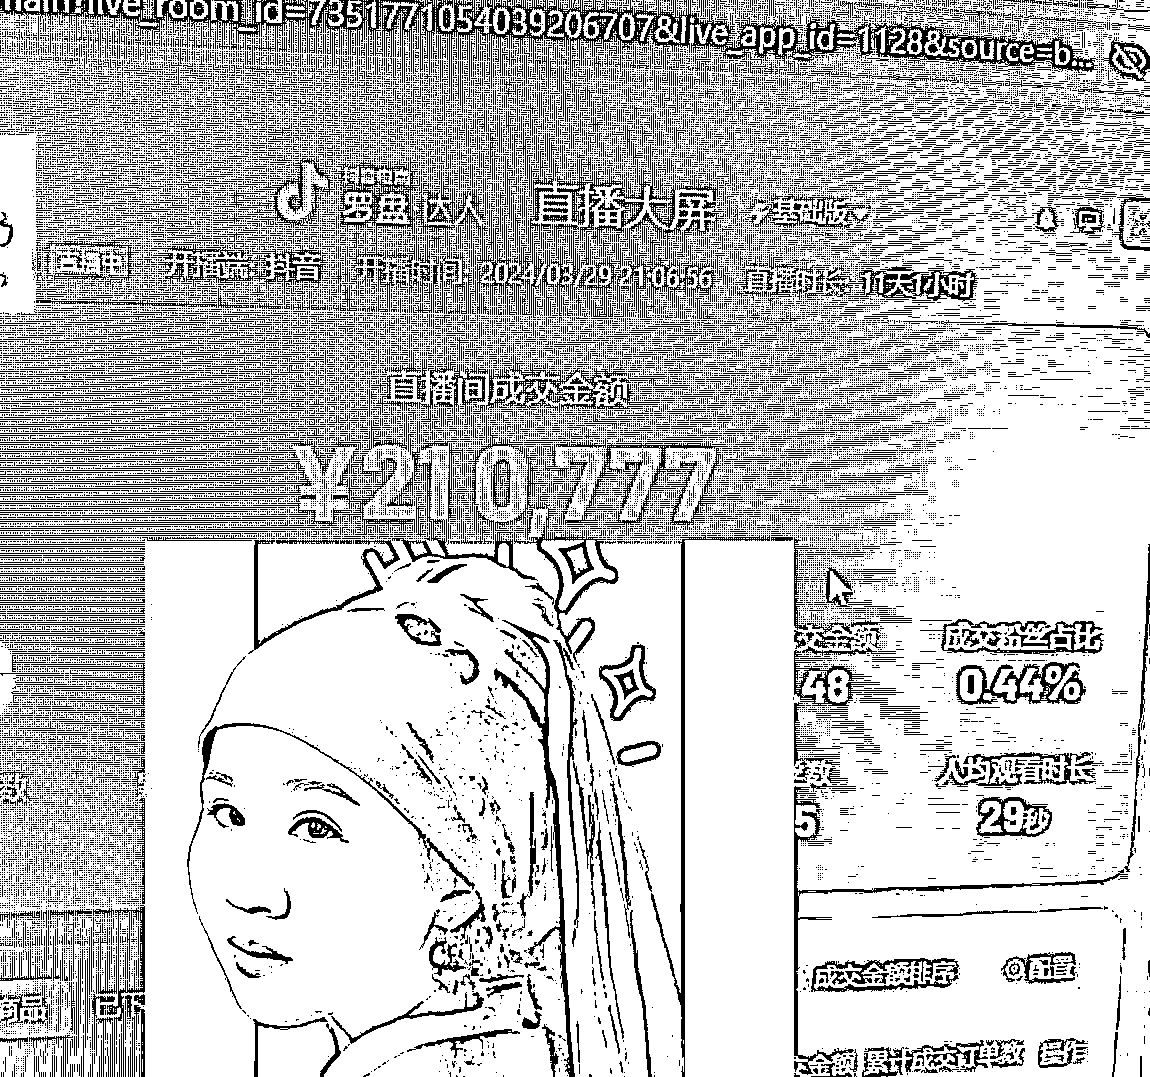 main?live_room_id=7351771054039206707&live_app_id=1128&source=b...
罗盘 达人 直播大屏 基础版
直播中 开播端: 抖音 开播时间: 2024/03/29 21:06:56 直播时长: 11天1小时
直播间成交金额
¥210,777
交金额 成交粉丝占比
.48 0.44%
数 丝数 人均观看时长
5 29秒
成交金额排序 配置
商品 已下
交金额 累计成交订单数 操作